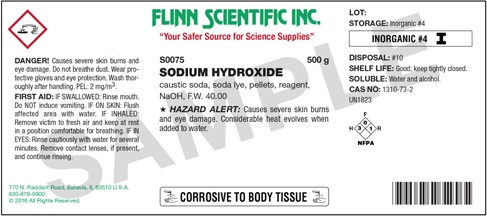 FLINN SCIENTIFIC INC.
"Your Safer Source for Science Supplies"
DANGER! Causes severe skin burns and
eye damage. Do not breathe dust. Wear pro-
tective gloves and eye protection. Wash thor-
oughly after handling. PEL: 2 mg/m³.
FIRST AID: IF SWALLOWED: Rinse mouth.
Do NOT induce vomiting. IF ON SKIN: Flush
affected area with water. IF INHALED:
Remove victim to fresh air and keep at rest
in a position comfortable for breathing. IF IN
EYES: Rinse cautiously with water for several
minutes. Remove contact lenses, if present,
and continue rinsing.
770 N. Raddant Road, Batavia, IL 60510 U.S.A.
630-879-6900
© 2016 All Rights Reserved.
S0075 500 g
SODIUM HYDROXIDE
caustic soda, soda lye, pellets, reagent,
NaOH, F.W. 40.00
★ HAZARD ALERT: Causes severe skin burns
and eye damage. Considerable heat evolves when
added to water.
CORROSIVE TO BODY TISSUE
LOT:
STORAGE: Inorganic #4
INORGANIC #4 I
DISPOSAL: #10
SHELF LIFE: Good; keep tightly closed.
SOLUBLE: Water and alcohol.
CAS NO: 1310-73-2
UN1823
F
0
H 3 1 R
NFPA
SAMPLE